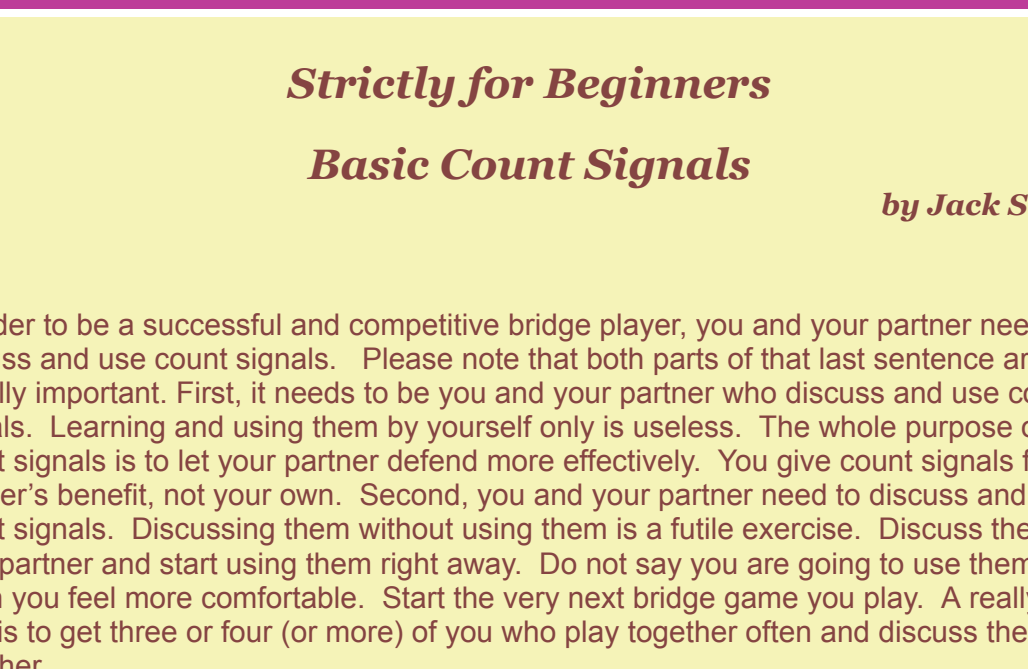 Strictly for Beginners
Basic Count Signals
by Jack S
der to be a successful and competitive bridge player, you and your partner nee
ss and use count signals.   Please note that both parts of that last sentence ar
lly important. First, it needs to be you and your partner who discuss and use co
ls.  Learning and using them by yourself only is useless.  The whole purpose o
t signals is to let your partner defend more effectively.  You give count signals f
er’s benefit, not your own.  Second, you and your partner need to discuss and
t signals.  Discussing them without using them is a futile exercise.  Discuss the
partner and start using them right away.  Do not say you are going to use them
n you feel more comfortable.  Start the very next bridge game you play.  A really
is to get three or four (or more) of you who play together often and discuss the
ther.